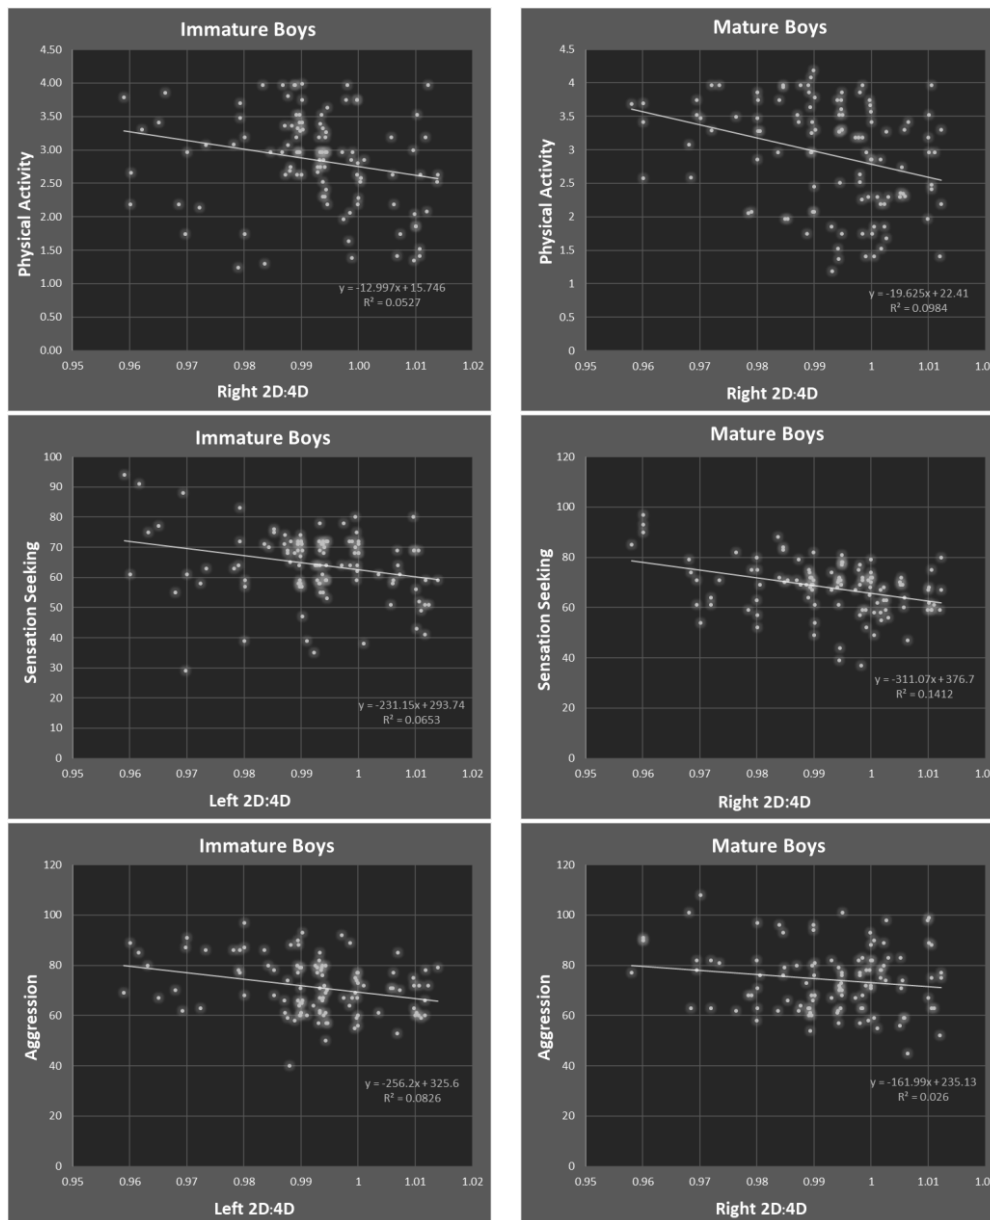 Immature Boys
4.50
4.00
3.50
3.00
2.50
2.00
1.50
1.00
0.50
0.00
Physical Activity
y = -12.997x + 15.746
R² = 0.0527
0.95 0.96 0.97 0.98 0.99 1.00 1.01 1.02
Right 2D:4D
Mature Boys
4.5
4
3.5
3
2.5
2
1.5
1
0.5
0
Physical Activity
y = -19.625x + 22.41
R² = 0.0984
0.95 0.96 0.97 0.98 0.99 1 1.01 1.0
Right 2D:4D
Immature Boys
100
90
80
70
60
50
40
30
20
10
0
Sensation Seeking
y = -231.15x + 293.74
R² = 0.0653
0.95 0.96 0.97 0.98 0.99 1 1.01 1.02
Left 2D:4D
Mature Boys
120
100
80
60
40
20
0
Sensation Seeking
y = -311.07x + 376.7
R² = 0.1412
0.95 0.96 0.97 0.98 0.99 1 1.01 1.0
Right 2D:4D
Immature Boys
120
100
80
60
40
20
0
Aggression
y = -256.2x + 325.6
R² = 0.0826
0.95 0.96 0.97 0.98 0.99 1 1.01 1.02
Left 2D:4D
Mature Boys
120
100
80
60
40
20
0
Aggression
y = -161.99x + 235.13
R² = 0.026
0.95 0.96 0.97 0.98 0.99 1 1.01 1.0
Right 2D:4D